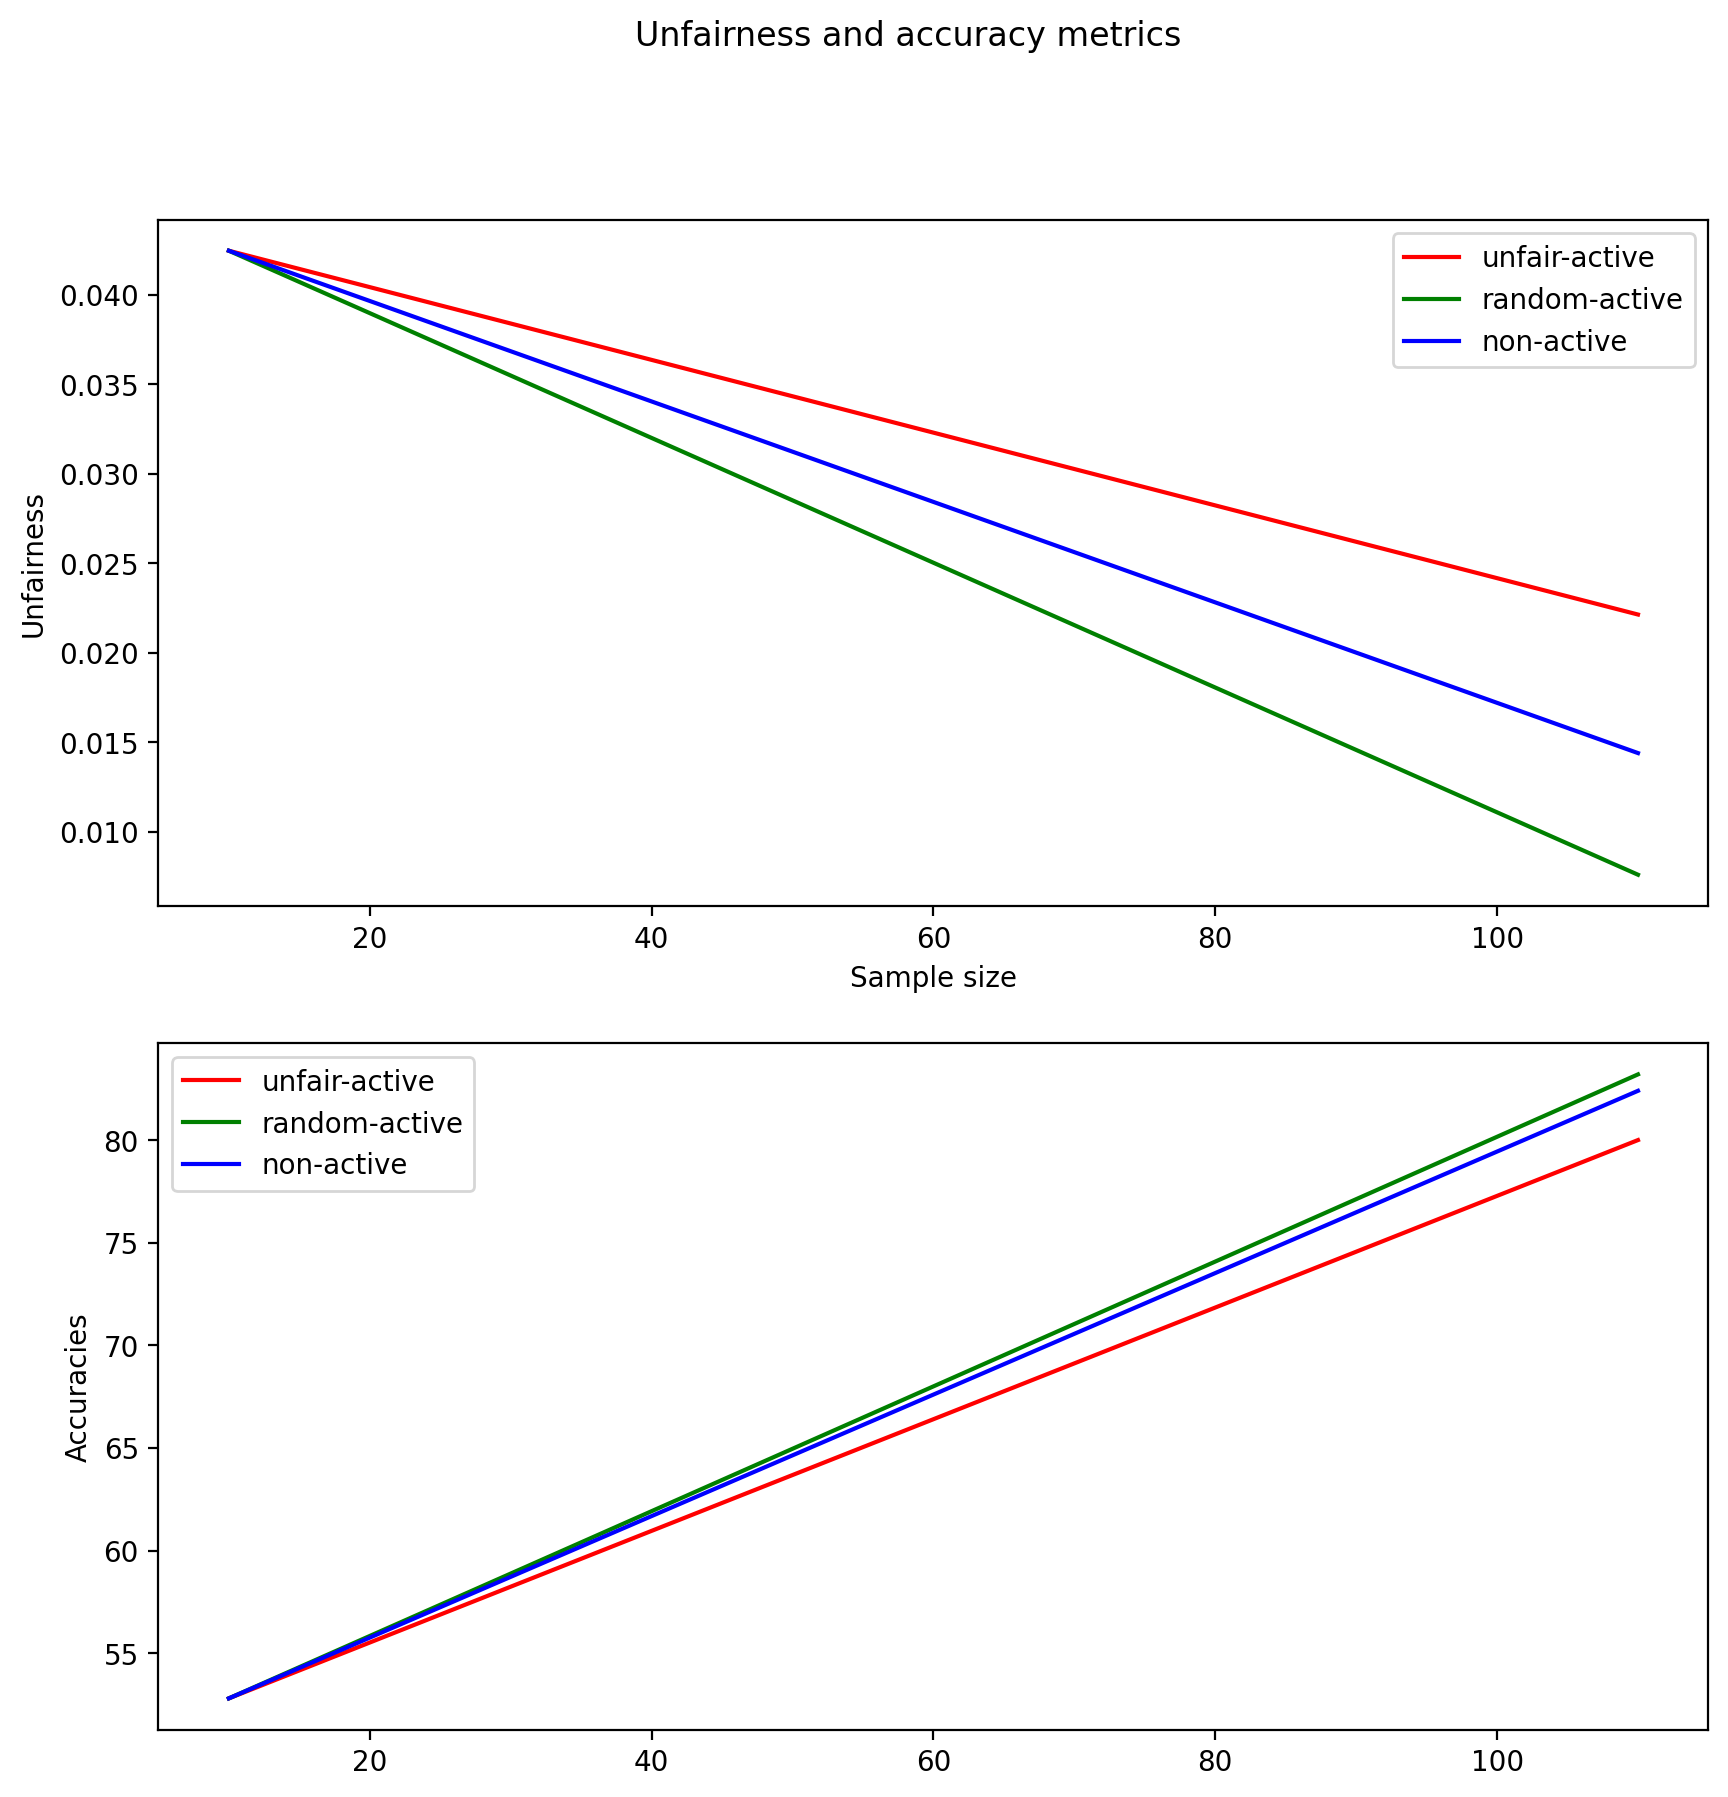 Unfairness and accuracy metrics
unfair-active
random-active
non-active
0.040
0.035
0.030
0.025
0.020
0.015
0.010
Unfairness
20 40 60 80 100
Sample size
unfair-active
random-active
non-active
80
75
70
65
60
55
Accuracies
20 40 60 80 100